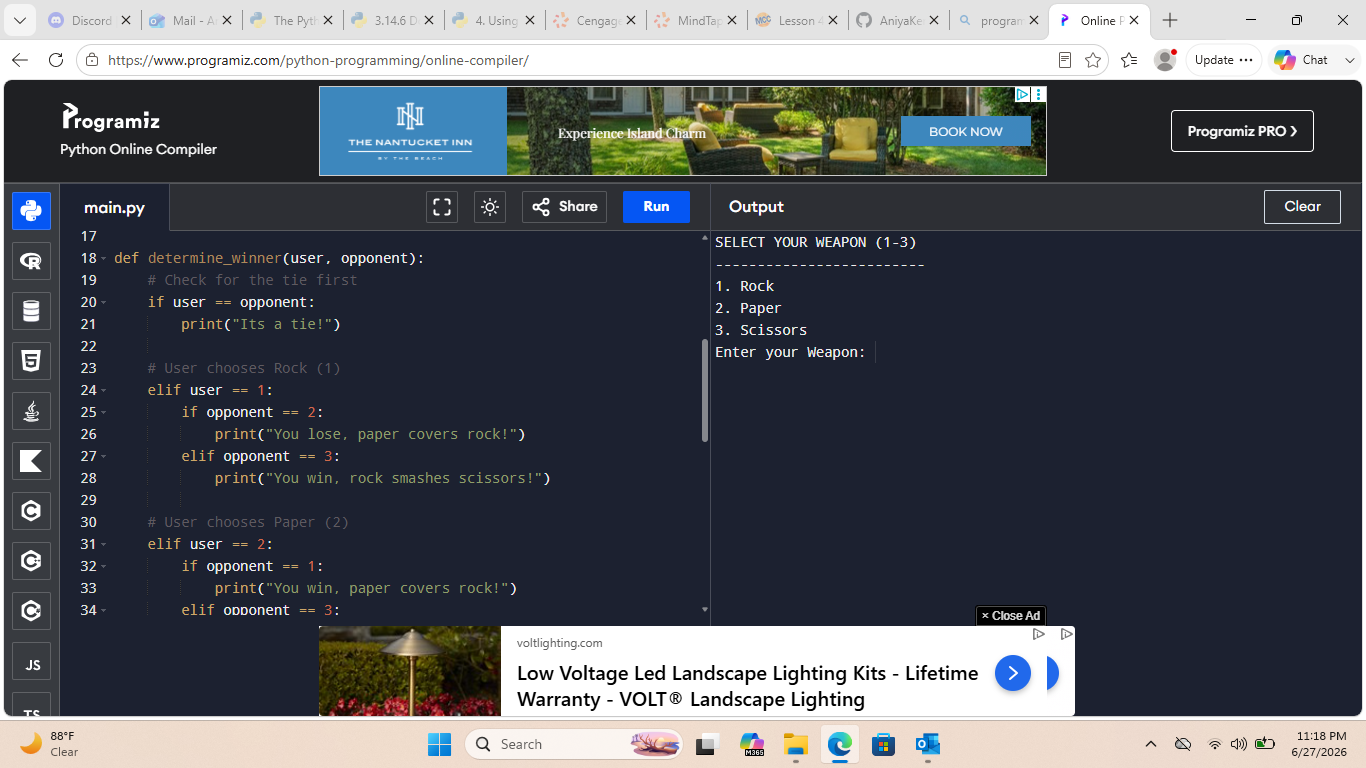 Discord
Mail - A
The Pyth
3.14.6 D
4. Using
Cengage
MindTap
Lesson 4
AniyaKe
program
Online P
https://www.programiz.com/python-programming/online-compiler/
Update
Chat
Programiz
Python Online Compiler
THE NANTUCKET INN
BY THE BEACH
Experience Island Charm
BOOK NOW
Programiz PRO
main.py
Share
Run
Output
Clear
17
18 def determine_winner(user, opponent):
19 # Check for the tie first
20 if user == opponent:
21 print("Its a tie!")
22
23 # User chooses Rock (1)
24 elif user == 1:
25 if opponent == 2:
26 print("You lose, paper covers rock!")
27 elif opponent == 3:
28 print("You win, rock smashes scissors!")
29
30 # User chooses Paper (2)
31 elif user == 2:
32 if opponent == 1:
33 print("You win, paper covers rock!")
34 elif opponent == 3:
SELECT YOUR WEAPON (1-3)
-------------------------
1. Rock
2. Paper
3. Scissors
Enter your Weapon:
JS
TS
× Close Ad
voltlighting.com
Low Voltage Led Landscape Lighting Kits - Lifetime
Warranty - VOLT® Landscape Lighting
88°F
Clear
Search
M365
11:18 PM
6/27/2026